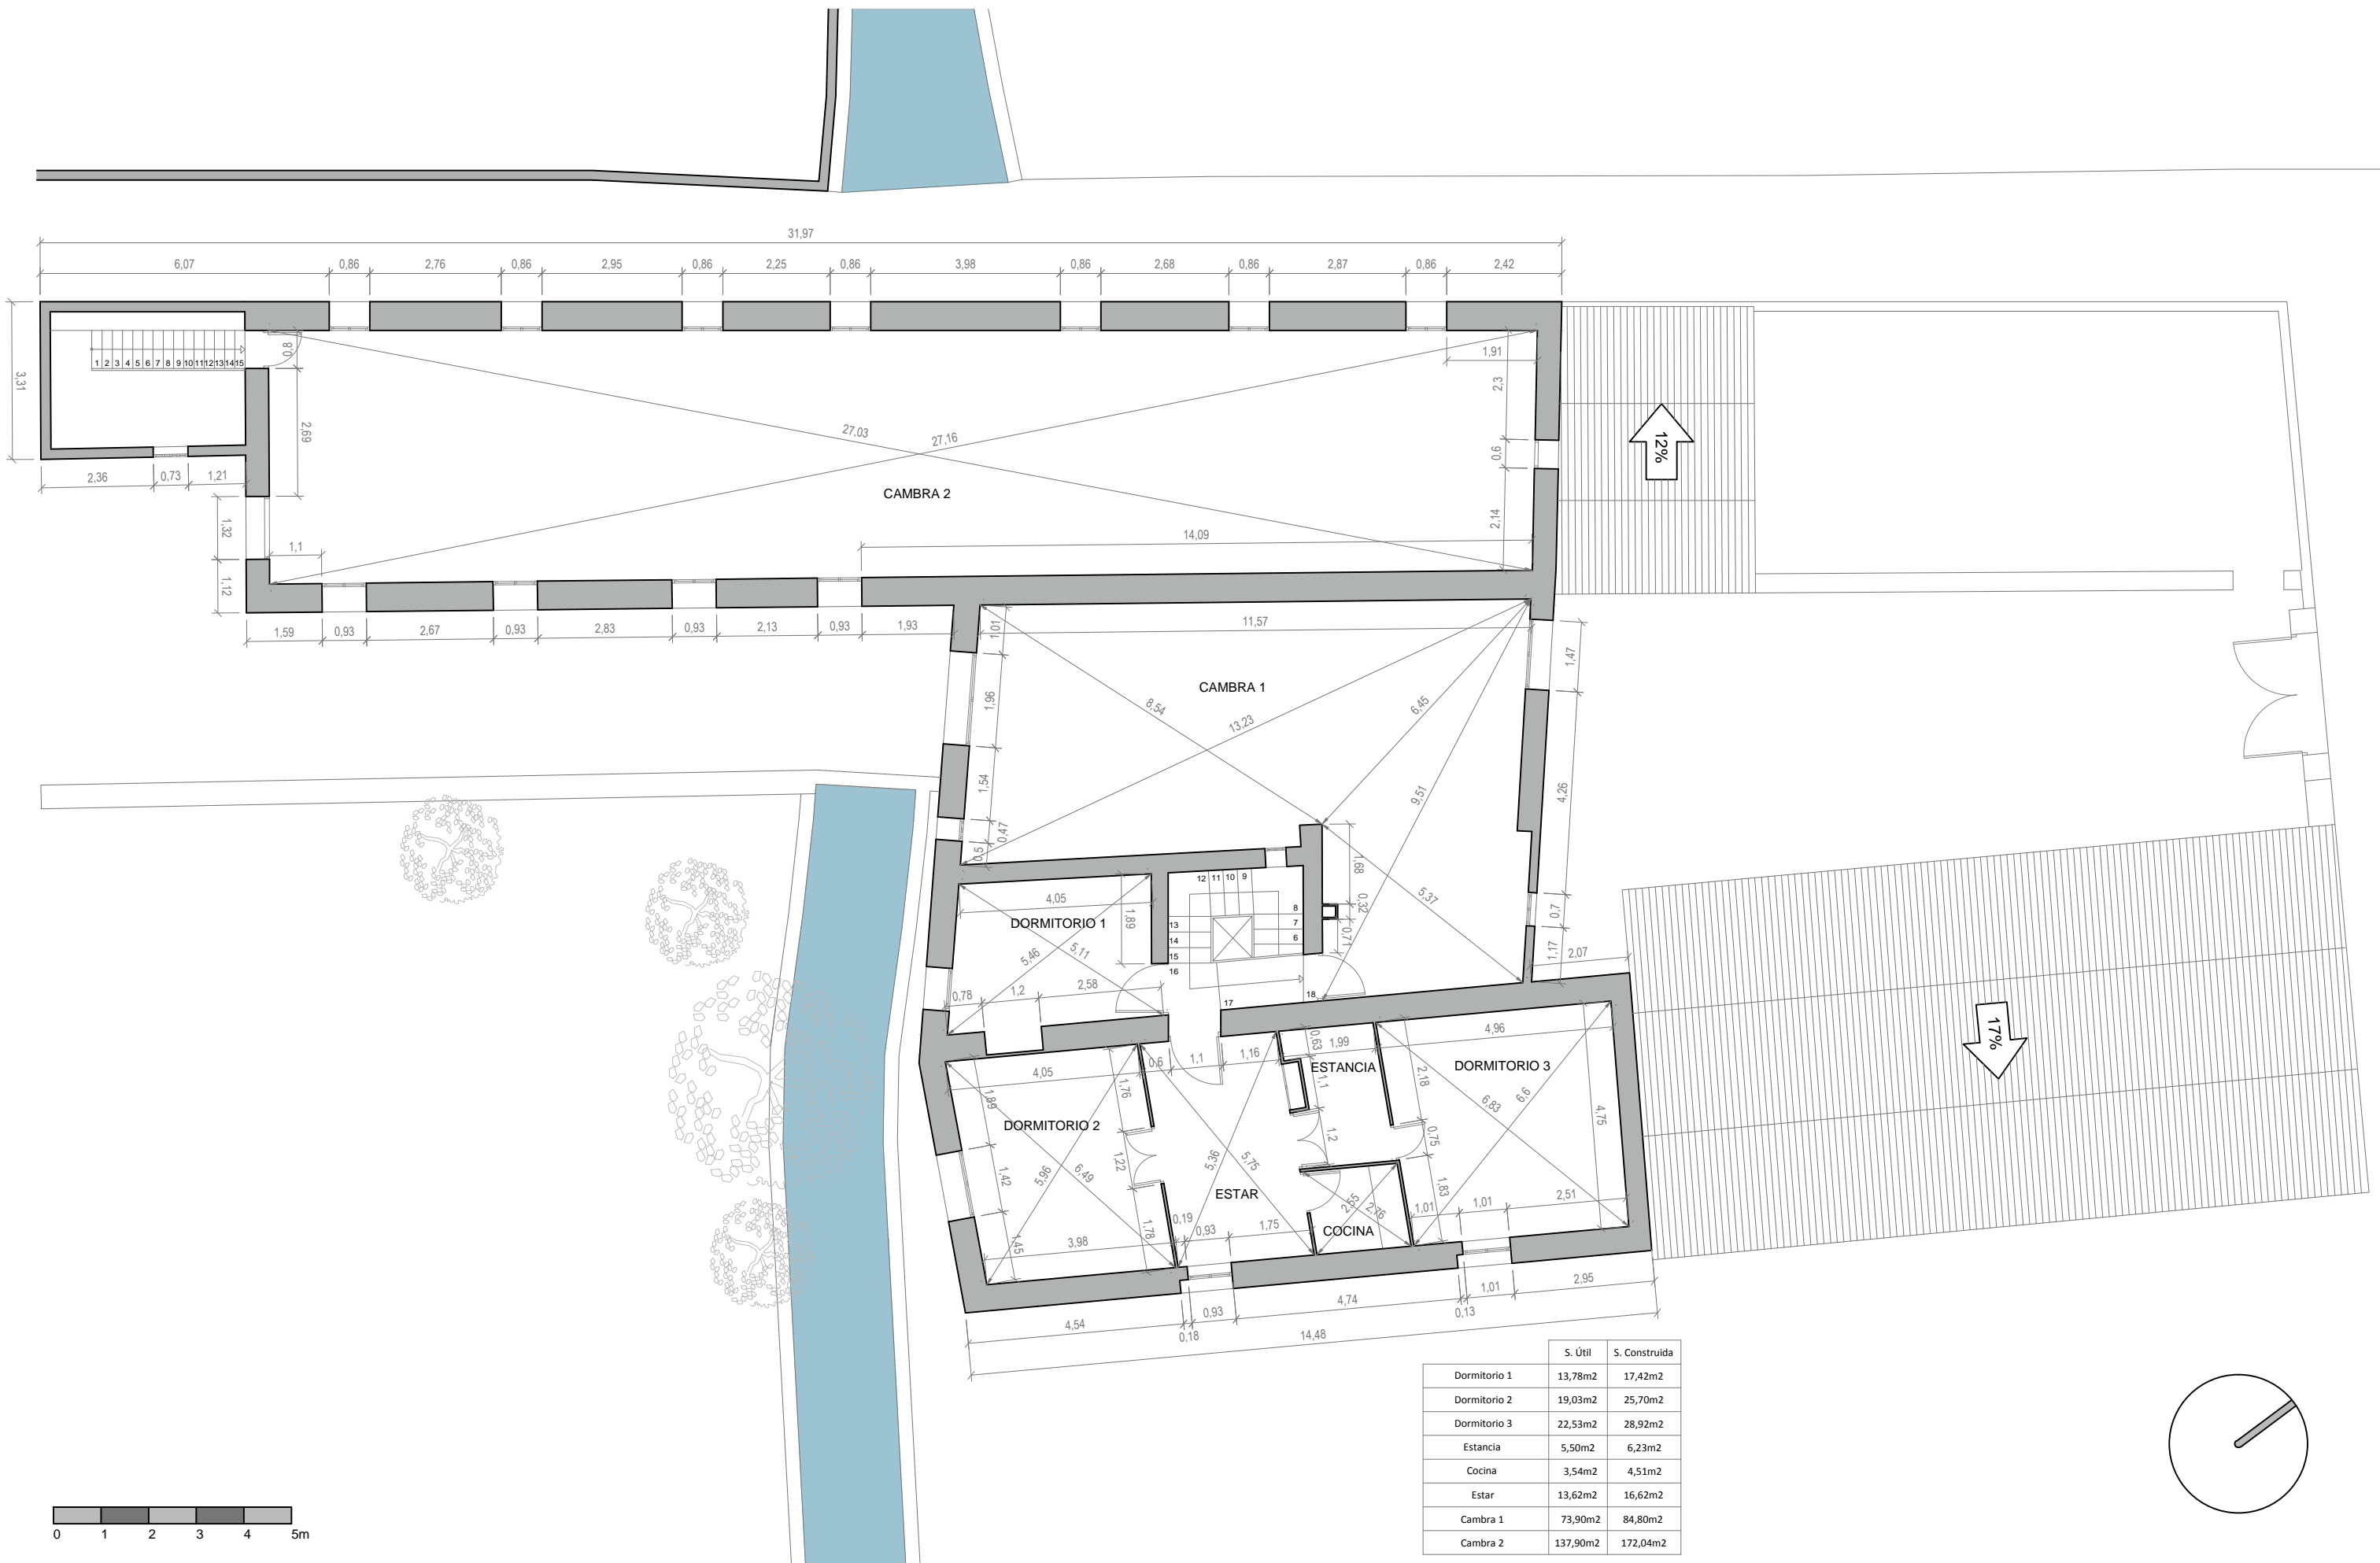 31,97
6,07 0,86 2,76 0,86 2,95 0,86 2,25 0,86 3,98 0,86 2,68 0,86 2,87 0,86 2,42
1 2 3 4 5 6 7 8 9 10 11 12 13 14 15
0,8
3,31
2,69
2,36 0,73 1,21
1,32
1,12
1,1
27,03
27,16
CAMBRA 2
14,09
1,91
2,3
0,6
2,14
12%
1,59 0,93 2,67 0,93 2,83 0,93 2,13 0,93 1,93
1,01
11,57
1,47
CAMBRA 1
1,96
8,54
13,23
6,45
9,51
4,26
1,54
0,47
0,5
1,68
0,32
0,71
5,37
0,7
1,17
2,07
4,05
1,89
DORMITORIO 1
5,46
5,11
0,78 1,2 2,58
12 11 10 9
8
7
6
13
14
15
16
17
18
17%
4,05 0,6 1,1 1,16 0,63 1,99 4,96
ESTANCIA
DORMITORIO 3
1,89
1,76
1,1
2,18
6,83
6,6
4,75
DORMITORIO 2
1,42
5,96
6,49
1,22
5,36
5,75
1,2
0,75
1,83
ESTAR
2,55
2,76
COCINA
1,01 1,01 2,51
1,45
3,98
1,78
0,19 0,93 1,75
4,54 0,18 0,93 4,74 0,13 1,01 2,95
14,48
S. Útil S. Construida
Dormitorio 1 13,78m2 17,42m2
Dormitorio 2 19,03m2 25,70m2
Dormitorio 3 22,53m2 28,92m2
Estancia 5,50m2 6,23m2
Cocina 3,54m2 4,51m2
Estar 13,62m2 16,62m2
Cambra 1 73,90m2 84,80m2
Cambra 2 137,90m2 172,04m2
0 1 2 3 4 5m